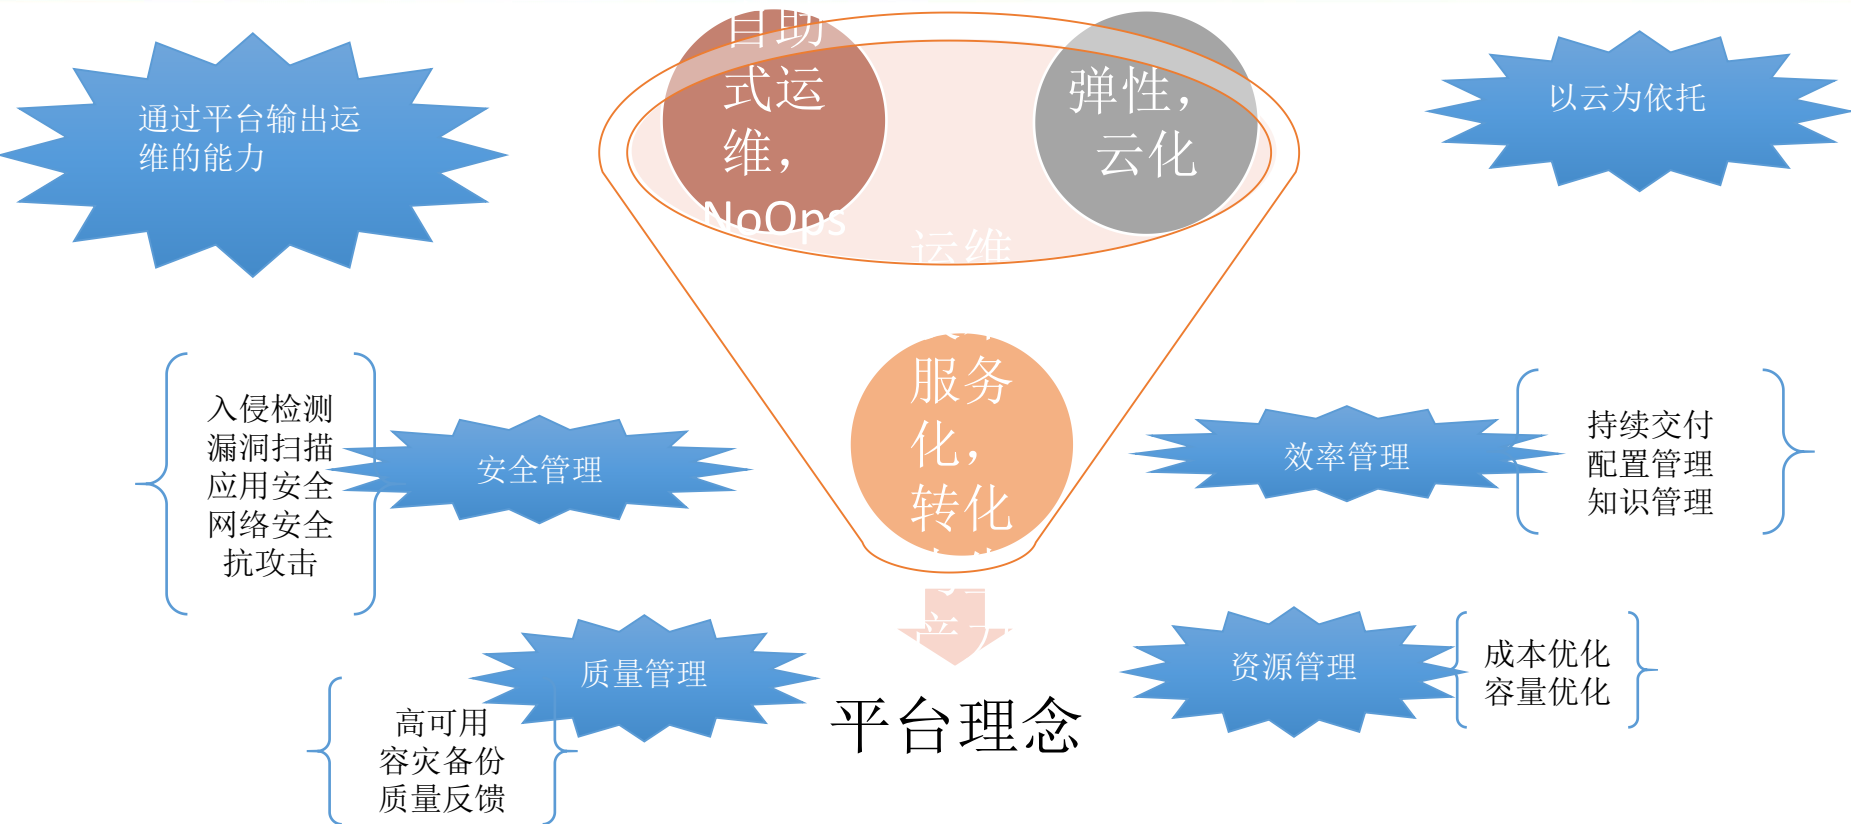 通过平台输出运
维的能力
自助
式运
维，
NoOps
弹性，
云化
以云为依托
运维
服务
化，
转化
入侵检测
漏洞扫描
应用安全
网络安全
抗攻击
安全管理
效率管理
持续交付
配置管理
知识管理
质量管理
高可用
容灾备份
质量反馈
资源管理
成本优化
容量优化
平台理念